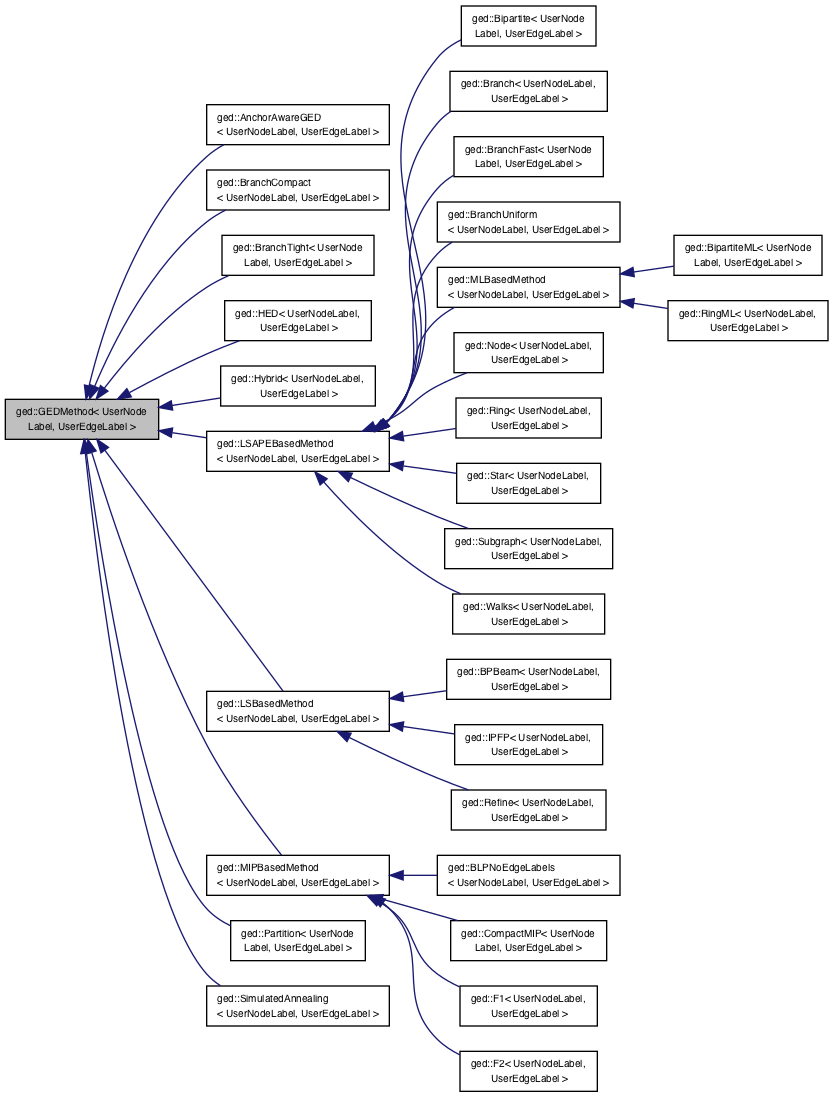 ged::Bipartite< UserNode
Label, UserEdgeLabel >
ged::Branch< UserNodeLabel,
UserEdgeLabel >
ged::AnchorAwareGED
< UserNodeLabel, UserEdgeLabel >
ged::BranchFast< UserNode
Label, UserEdgeLabel >
ged::BranchCompact
< UserNodeLabel, UserEdgeLabel >
ged::BranchUniform
< UserNodeLabel, UserEdgeLabel >
ged::BranchTight< UserNode
Label, UserEdgeLabel >
ged::BipartiteML< UserNode
Label, UserEdgeLabel >
ged::MLBasedMethod
< UserNodeLabel, UserEdgeLabel >
ged::HED< UserNodeLabel,
UserEdgeLabel >
ged::RingML< UserNodeLabel,
UserEdgeLabel >
ged::Node< UserNodeLabel,
UserEdgeLabel >
ged::Hybrid< UserNodeLabel,
UserEdgeLabel >
ged::GEDMethod< UserNode
Label, UserEdgeLabel >
ged::Ring< UserNodeLabel,
UserEdgeLabel >
ged::LSAPEBasedMethod
< UserNodeLabel, UserEdgeLabel >
ged::Star< UserNodeLabel,
UserEdgeLabel >
ged::Subgraph< UserNodeLabel,
UserEdgeLabel >
ged::Walks< UserNodeLabel,
UserEdgeLabel >
ged::BPBeam< UserNodeLabel,
UserEdgeLabel >
ged::LSBasedMethod
< UserNodeLabel, UserEdgeLabel >
ged::IPFP< UserNodeLabel,
UserEdgeLabel >
ged::Refine< UserNodeLabel,
UserEdgeLabel >
ged::MIPBasedMethod
< UserNodeLabel, UserEdgeLabel >
ged::BLPNoEdgeLabels
< UserNodeLabel, UserEdgeLabel >
ged::Partition< UserNode
Label, UserEdgeLabel >
ged::CompactMIP< UserNode
Label, UserEdgeLabel >
ged::SimulatedAnnealing
< UserNodeLabel, UserEdgeLabel >
ged::F1< UserNodeLabel,
UserEdgeLabel >
ged::F2< UserNodeLabel,
UserEdgeLabel >